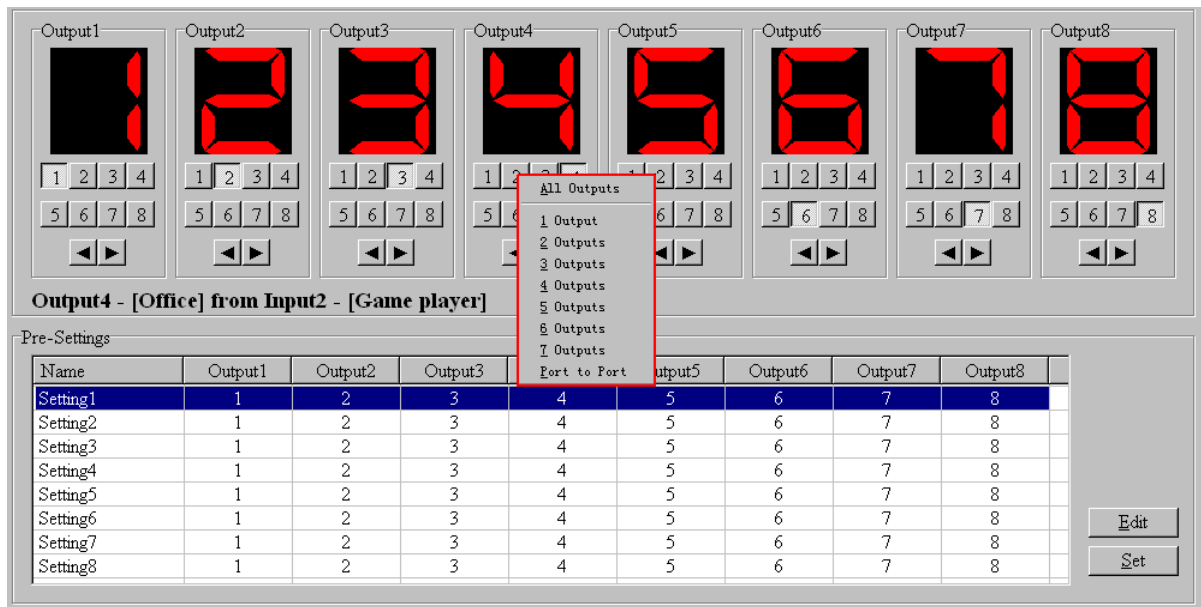 Output1 Output2 Output3 Output4 Output5 Output6 Output7 Output8
1 2 3 4 5 6 7 8
1 2 3 4 1 2 3 4 1 2 3 4 1 2 3 4 1 2 3 4 1 2 3 4 1 2 3 4 1 2 3 4
5 6 7 8 5 6 7 8 5 6 7 8 5 6 6 7 8 5 6 7 8 5 6 7 8 5 6 7 8
◀ ▶ ◀ ▶ ◀ ▶ ◀ ◀ ▶ ◀ ▶ ◀ ▶ ◀ ▶
All Outputs
1 Output
2 Outputs
3 Outputs
4 Outputs
5 Outputs
6 Outputs
7 Outputs
Port to Port
Output4 - [Office] from Input2 - [Game player]
Pre-Settings
Name Output1 Output2 Output3 utput5 Output6 Output7 Output8
Setting1 1 2 3 4 5 6 7 8
Setting2 1 2 3 4 5 6 7 8
Setting3 1 2 3 4 5 6 7 8
Setting4 1 2 3 4 5 6 7 8
Setting5 1 2 3 4 5 6 7 8
Setting6 1 2 3 4 5 6 7 8
Setting7 1 2 3 4 5 6 7 8
Setting8 1 2 3 4 5 6 7 8
Edit
Set